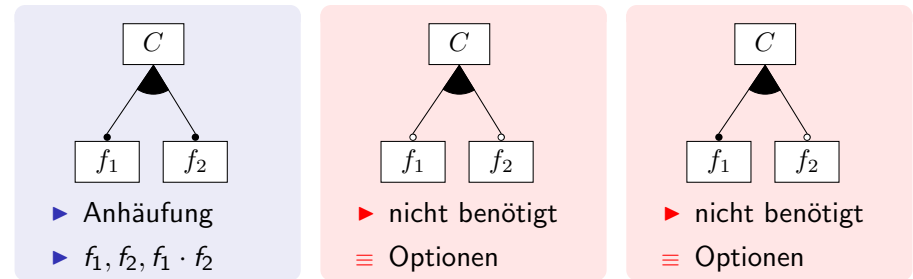 C
f₁ f₂
▶ Anhäufung
▶ f₁, f₂, f₁ · f₂
C
f₁ f₂
▶ nicht benötigt
≡ Optionen
C
f₁ f₂
▶ nicht benötigt
≡ Optionen